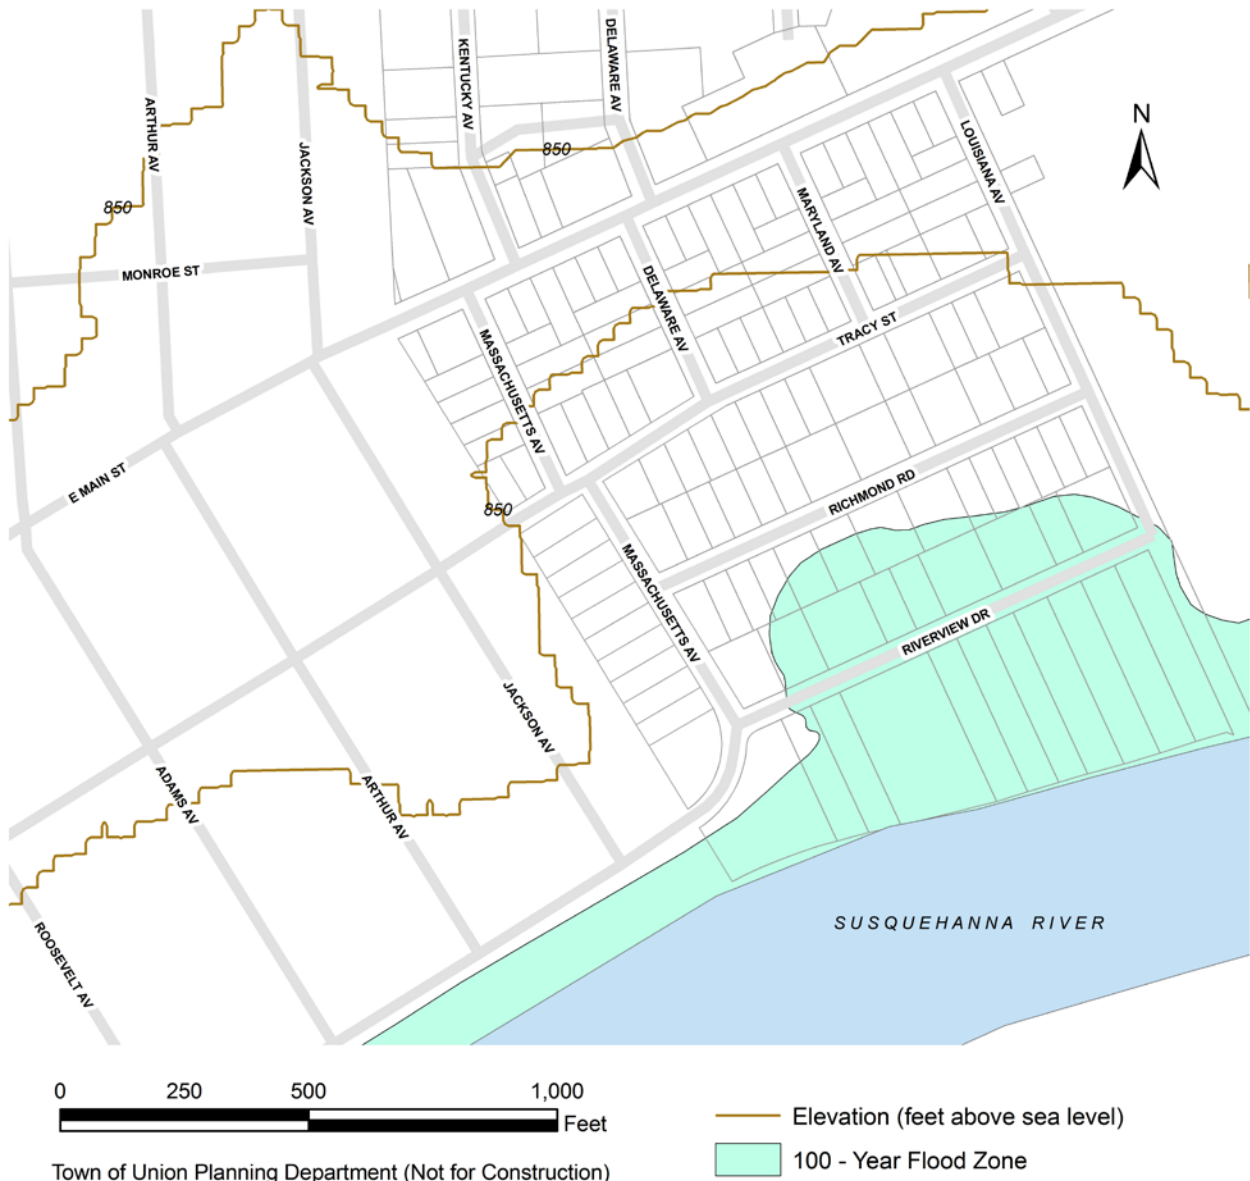 KENTUCKY AV
DELAWARE AV
ARTHUR AV
JACKSON AV
LOUISIANA AV
N
850
850
MARYLAND AV
MONROE ST
DELAWARE AV
TRACY ST
MASSACHUSETTS AV
E MAIN ST
RICHMOND RD
850
MASSACHUSETTS AV
RIVERVIEW DR
JACKSON AV
ADAMS AV
ARTHUR AV
SUSQUEHANNA RIVER
ROOSEVELT AV
0 250 500 1,000
Feet
Elevation (feet above sea level)
100 - Year Flood Zone
Town of Union Planning Department (Not for Construction)